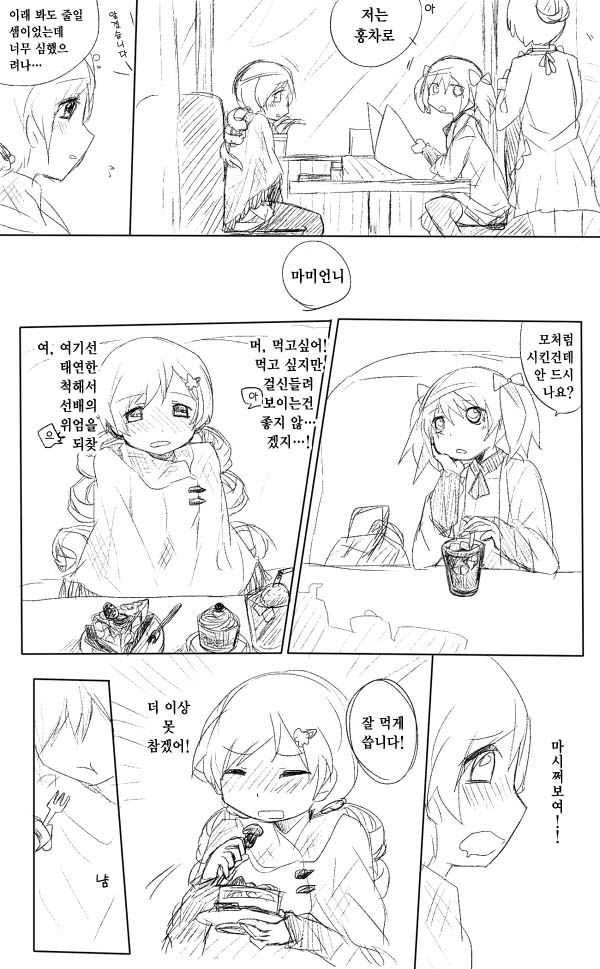 이래 봐도 줄일
셈이었는데
너무 심했으
려나…
알겠습니다
저는
홍차로
아
마미언니
여, 여기선
태연한
척해서
선배의
위엄을
되찾
으
머, 먹고싶어!
먹고 싶지만
걸신들려
보이는건
좋지 않…
겠지…!
아
모처럼
시킨건데
안 드시
나요?
더 이상
못
참겠어!
잘 먹게
씁니다!
마시쪄보여!!
냠